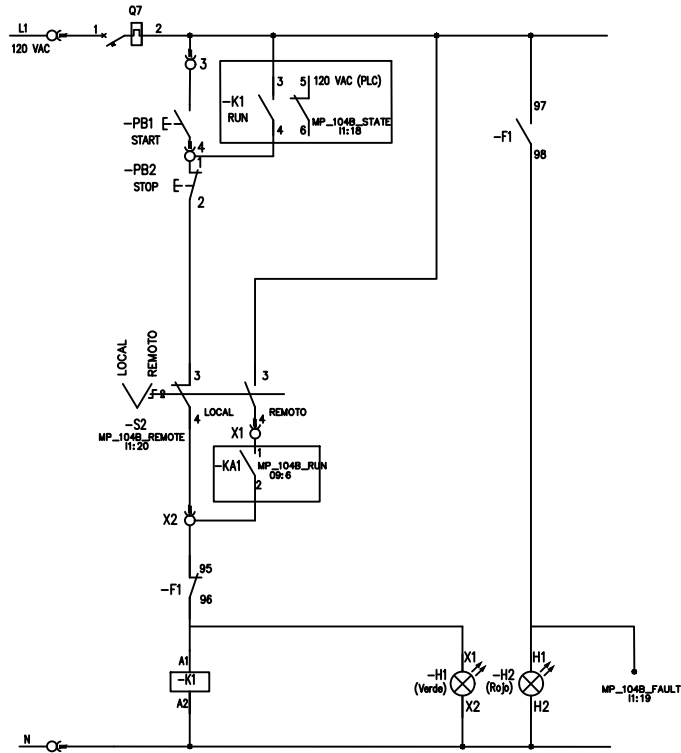 Q7
L1
1
2
120 VAC
3
3
5
120 VAC (PLC)
-K1
RUN
-PB1
START
4
6
MP_104B_STATE
I1:18
97
-F1
98
4
1
-PB2
STOP
2
LOCAL
REMOTO
3
3
-S2
4
LOCAL
4
REMOTO
MP_104B_REMOTE
I1:20
X1
1
-KA1
MP_104B_RUN
O9:6
2
X2
95
-F1
96
A1
-K1
A2
X1
-H1
(Verde)
X2
H1
-H2
(Rojo)
H2
MP_104B_FAULT
I1:19
N